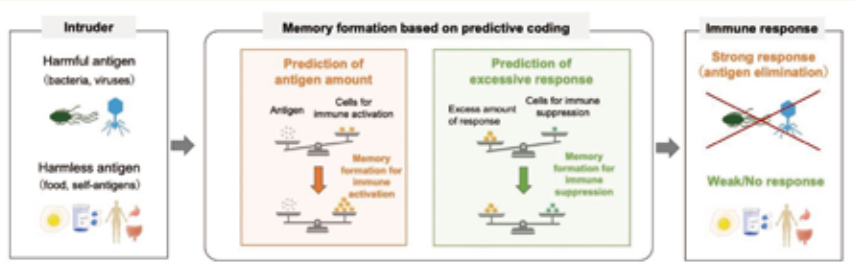 Intruder
Harmful antigen
(bacteria, viruses)
Harmless antigen
(food, self-antigens)
Memory formation based on predictive coding
Prediction of
antigen amount
Antigen
Cells for
immune activation
Memory
formation for
immune
activation
Prediction of
excessive response
Excess amount
of response
Cells for immune
suppression
Memory
formation for
immune
suppression
Immune response
Strong response
(antigen elimination)
Weak/No response